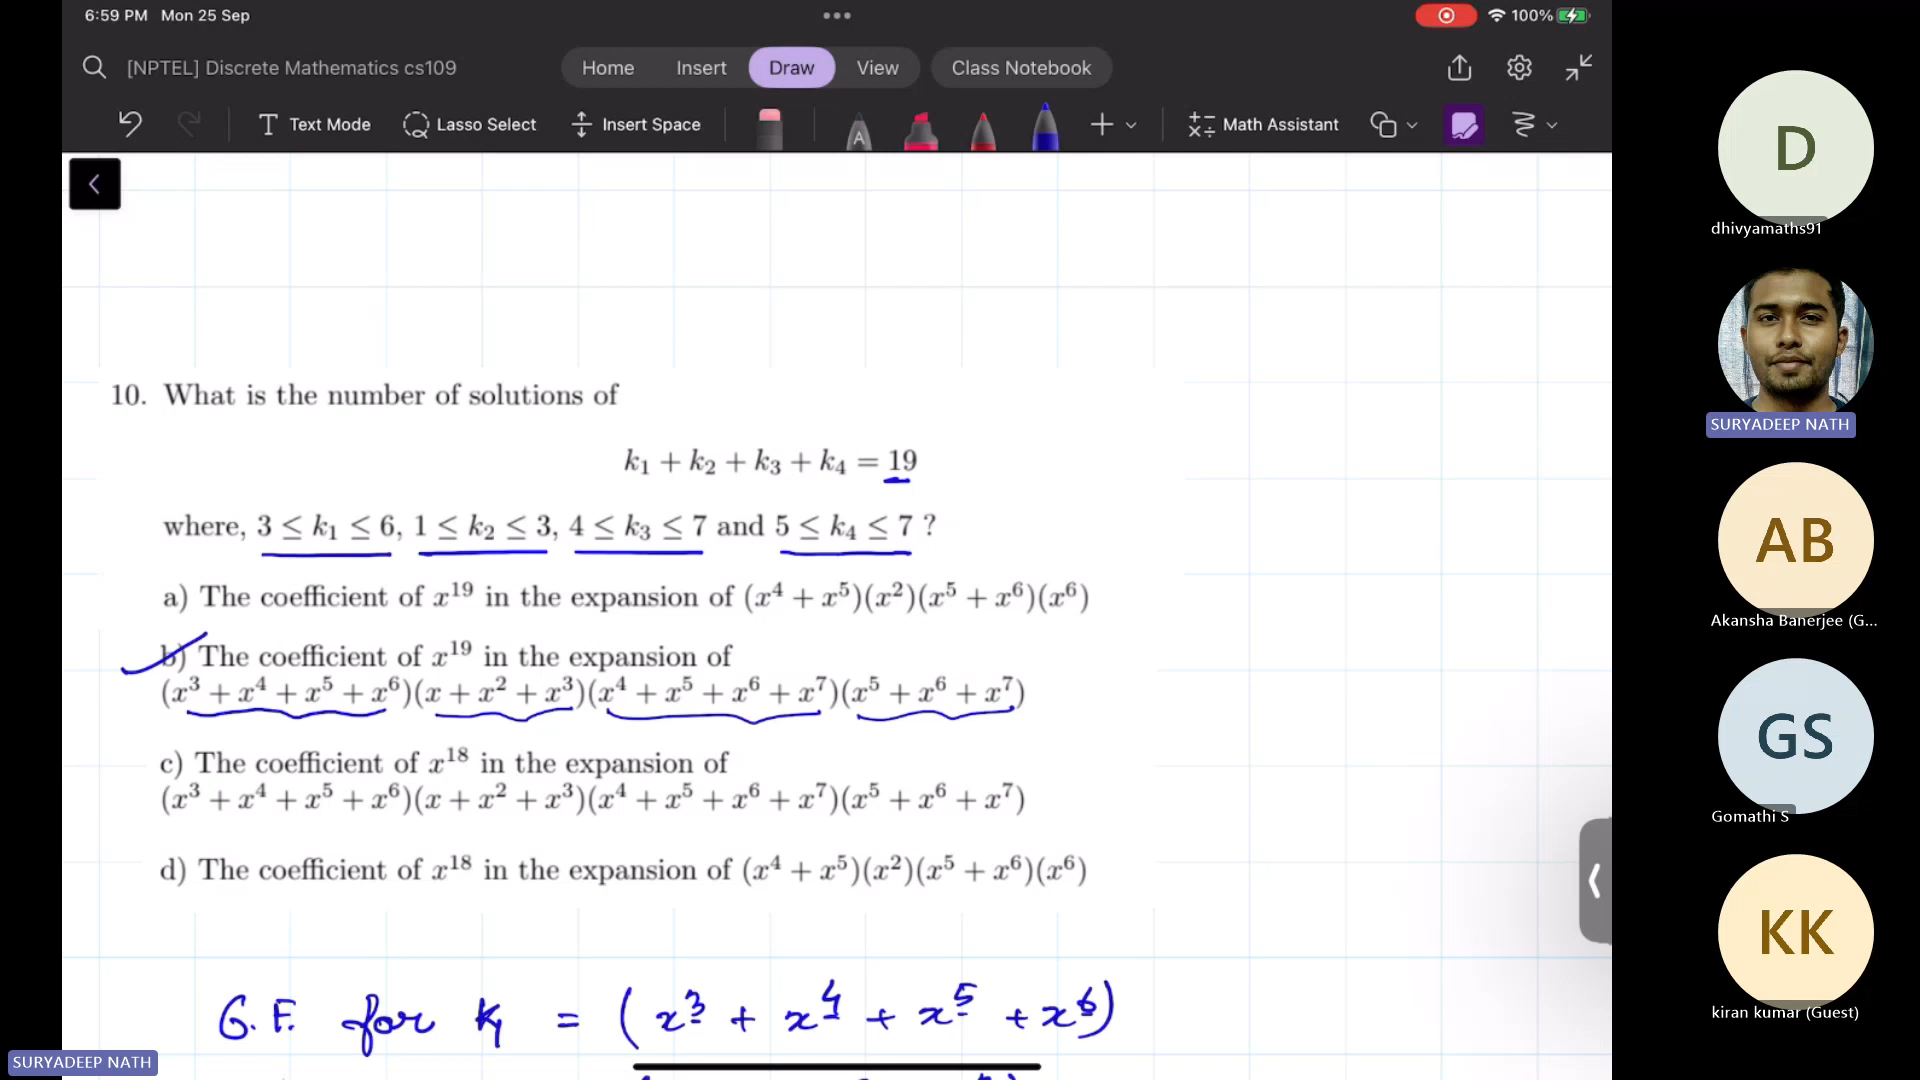 6:59 PM Mon 25 Sep
100%
[NPTEL] Discrete Mathematics cs109
Home Insert Draw View Class Notebook
Text Mode Lasso Select Insert Space A Math Assistant
10. What is the number of solutions of
k₁ + k₂ + k₃ + k₄ = 19
where, 3 ≤ k₁ ≤ 6, 1 ≤ k₂ ≤ 3, 4 ≤ k₃ ≤ 7 and 5 ≤ k₄ ≤ 7 ?
a) The coefficient of x¹⁹ in the expansion of (x⁴ + x⁵)(x²)(x⁵ + x⁶)(x⁶)
b) The coefficient of x¹⁹ in the expansion of
(x³ + x⁴ + x⁵ + x⁶)(x + x² + x³)(x⁴ + x⁵ + x⁶ + x⁷)(x⁵ + x⁶ + x⁷)
c) The coefficient of x¹⁸ in the expansion of
(x³ + x⁴ + x⁵ + x⁶)(x + x² + x³)(x⁴ + x⁵ + x⁶ + x⁷)(x⁵ + x⁶ + x⁷)
d) The coefficient of x¹⁸ in the expansion of (x⁴ + x⁵)(x²)(x⁵ + x⁶)(x⁶)
G.F. for k₁ = (x³ + x⁴ + x⁵ + x⁶)
SURYADEEP NATH
D
dhivyamaths91
SURYADEEP NATH
AB
Akansha Banerjee (G...
GS
Gomathi S
KK
kiran kumar (Guest)